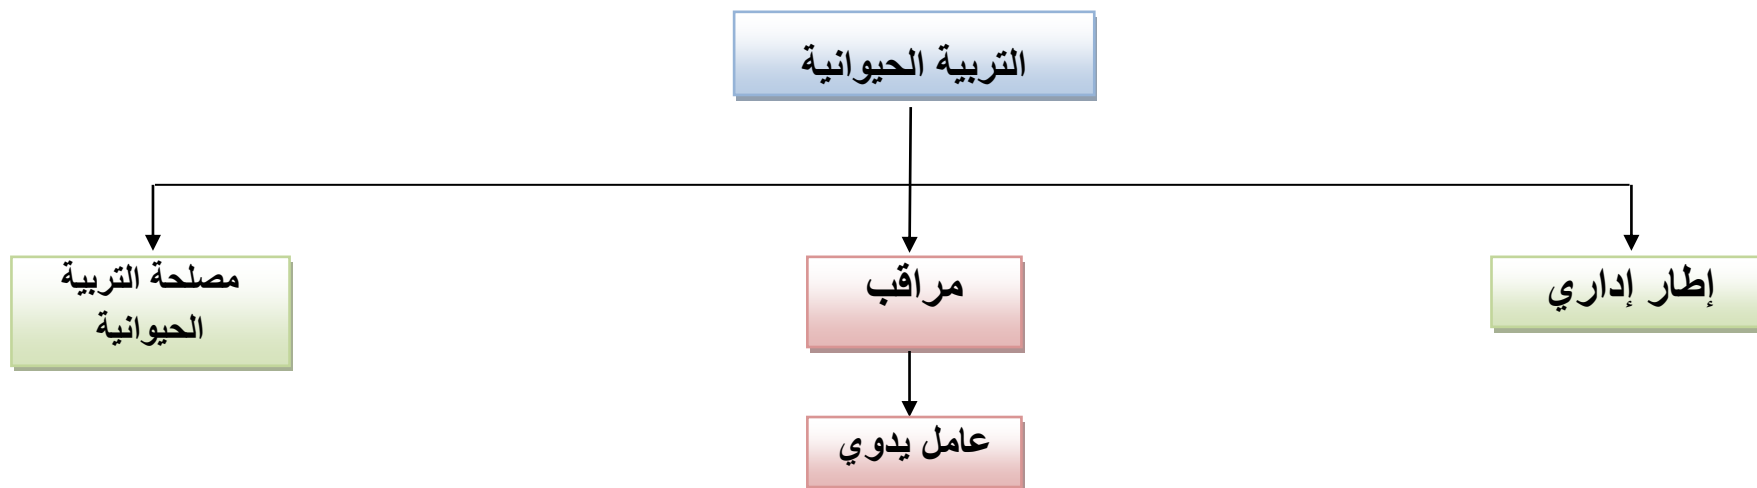 التربية الحيوانية
إطار إداري
مراقب
مصلحة التربية
الحيوانية
عامل يدوي